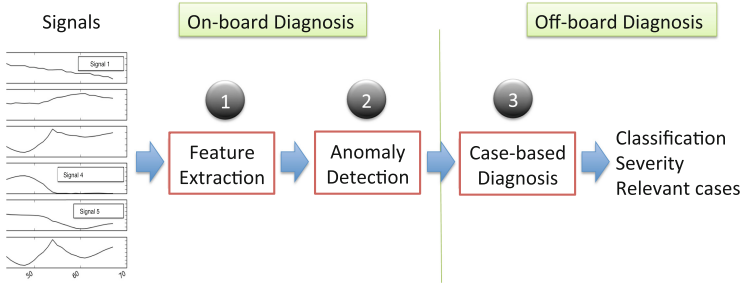 Signals
On-board Diagnosis
Off-board Diagnosis
Signal 1
Signal 4
Signal 5
50
60
70
1
2
3
Feature
Extraction
Anomaly
Detection
Case-based
Diagnosis
Classification
Severity
Relevant cases